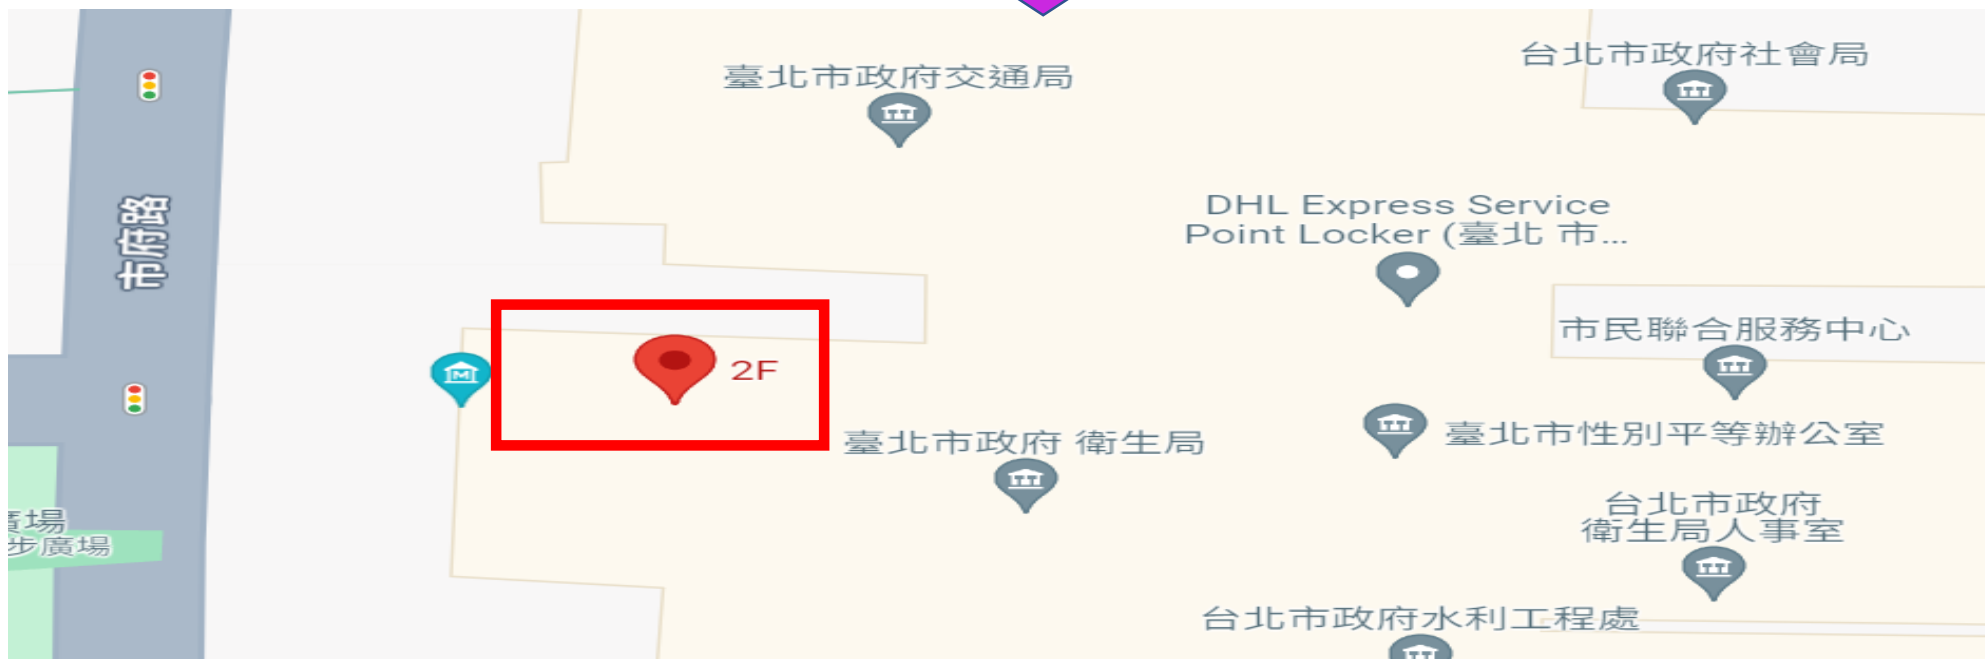 臺北市政府交通局
台北市政府社會局
市府路
DHL Express Service
Point Locker (臺北 市...
市民聯合服務中心
2F
臺北市政府 衛生局
臺北市性別平等辦公室
台北市政府
衛生局人事室
場
步廣場
台北市政府水利工程處